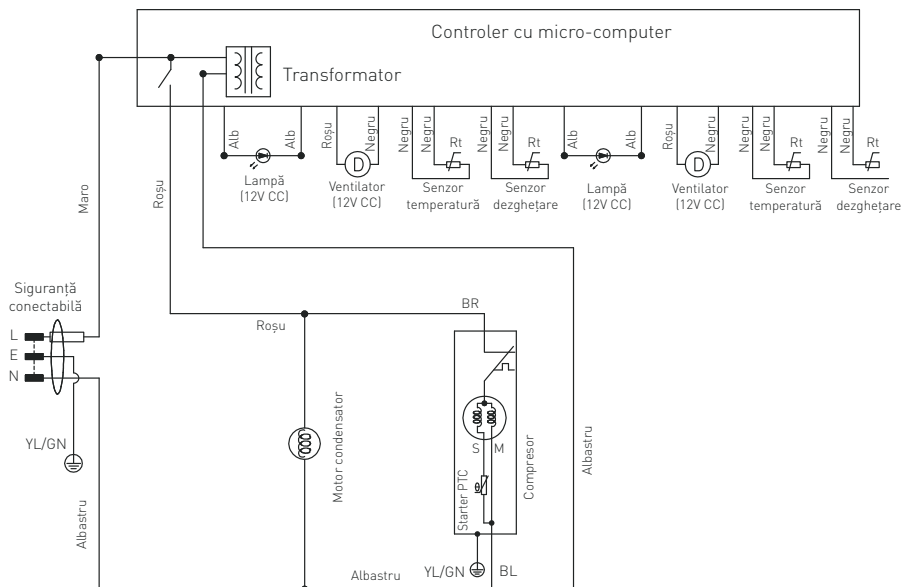 Controler cu micro-computer
Transformator
Alb
Alb
Roșu
Negru
Negru
Negru
Negru
Negru
Alb
Alb
Roșu
Negru
Negru
Negru
Negru
Negru
Rt
Rt
Rt
Rt
D
D
Lampă
(12V CC)
Ventilator
(12V CC)
Senzor
temperatură
Senzor
dezghețare
Lampă
(12V CC)
Ventilator
(12V CC)
Senzor
temperatură
Senzor
dezghețare
Maro
Roșu
Siguranță
conectabilă
L
E
N
YL/GN
Albastru
Roșu
BR
Motor condensator
S
M
Starter PTC
Compresor
Albastru
Albastru
YL/GN
BL